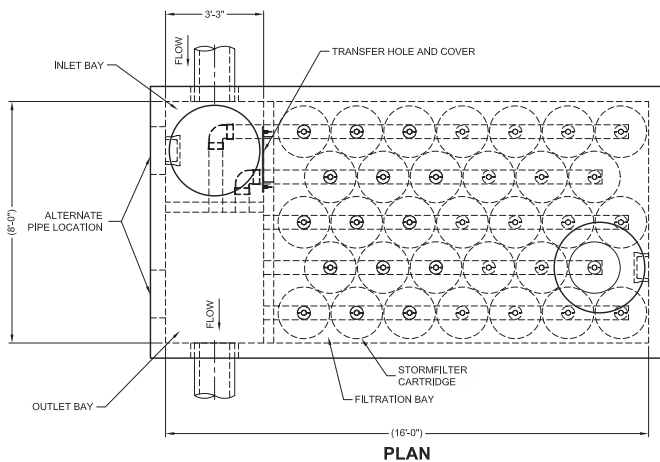 3'-3"
FLOW
TRANSFER HOLE AND COVER
INLET BAY
(8'-0")
ALTERNATE
PIPE LOCATION
FLOW
STORMFILTER
CARTRIDGE
FILTRATION BAY
OUTLET BAY
(16'-0")
PLAN